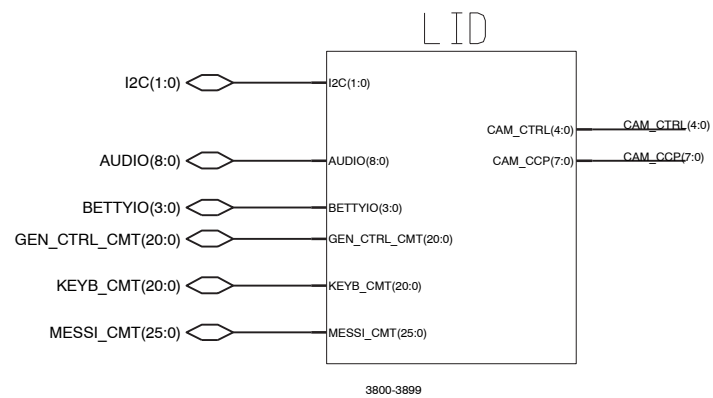 LID
I2C(1:0) I2C(1:0)
CAM_CTRL(4:0) CAM_CTRL(4:0)
AUDIO(8:0) AUDIO(8:0) CAM_CCP(7:0) CAM_CCP(7:0)
BETTYIO(3:0) BETTYIO(3:0)
GEN_CTRL_CMT(20:0) GEN_CTRL_CMT(20:0)
KEYB_CMT(20:0) KEYB_CMT(20:0)
MESSI_CMT(25:0) MESSI_CMT(25:0)
3800-3899